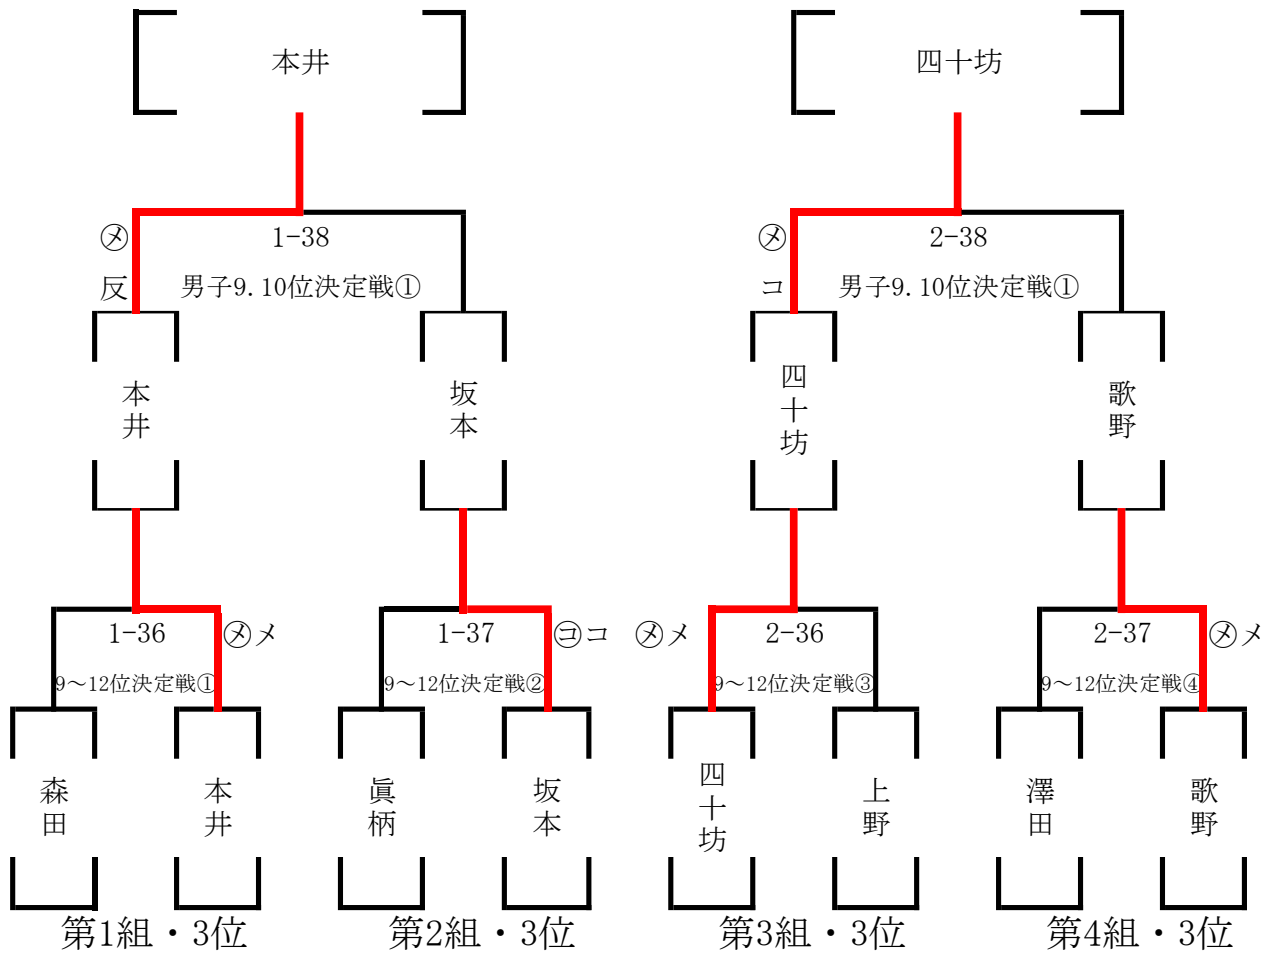 本井
四十坊
㋱
1-38
㋱
2-38
反
男子9.10位決定戦①
コ
男子9.10位決定戦①
本井
坂本
四十坊
歌野
1-36
㋱メ
1-37
㋙コ
㋱メ
2-36
2-37
㋱メ
9～12位決定戦①
9～12位決定戦②
9～12位決定戦③
9～12位決定戦④
森田
本井
眞柄
坂本
四十坊
上野
澤田
歌野
第1組・3位
第2組・3位
第3組・3位
第4組・3位